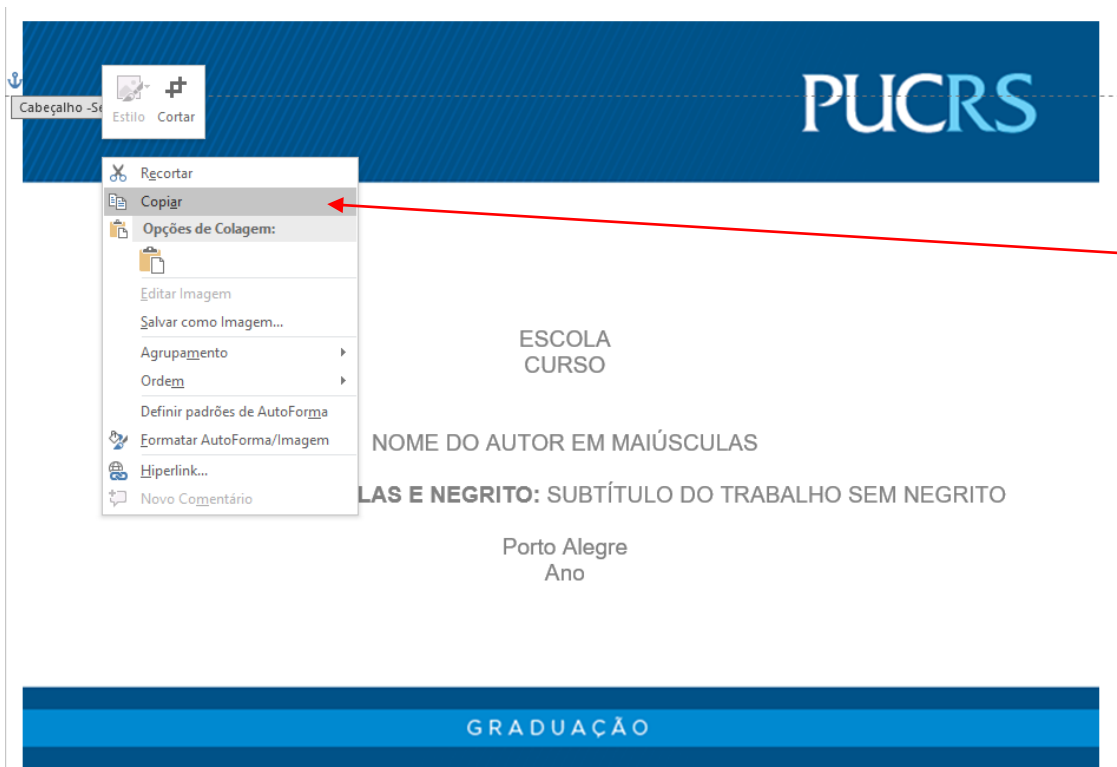 PUCRS
Cabeçalho -Se
Estilo Cortar
Recortar
Copiar
Opções de Colagem:
Editar Imagem
Salvar como Imagem...
Agrupamento
Ordem
Definir padrões de AutoForma
Formatar AutoForma/Imagem
Hiperlink...
Novo Comentário
ESCOLA
CURSO
NOME DO AUTOR EM MAIÚSCULAS
LAS E NEGRITO: SUBTÍTULO DO TRABALHO SEM NEGRITO
Porto Alegre
Ano
GRADUAÇÃO